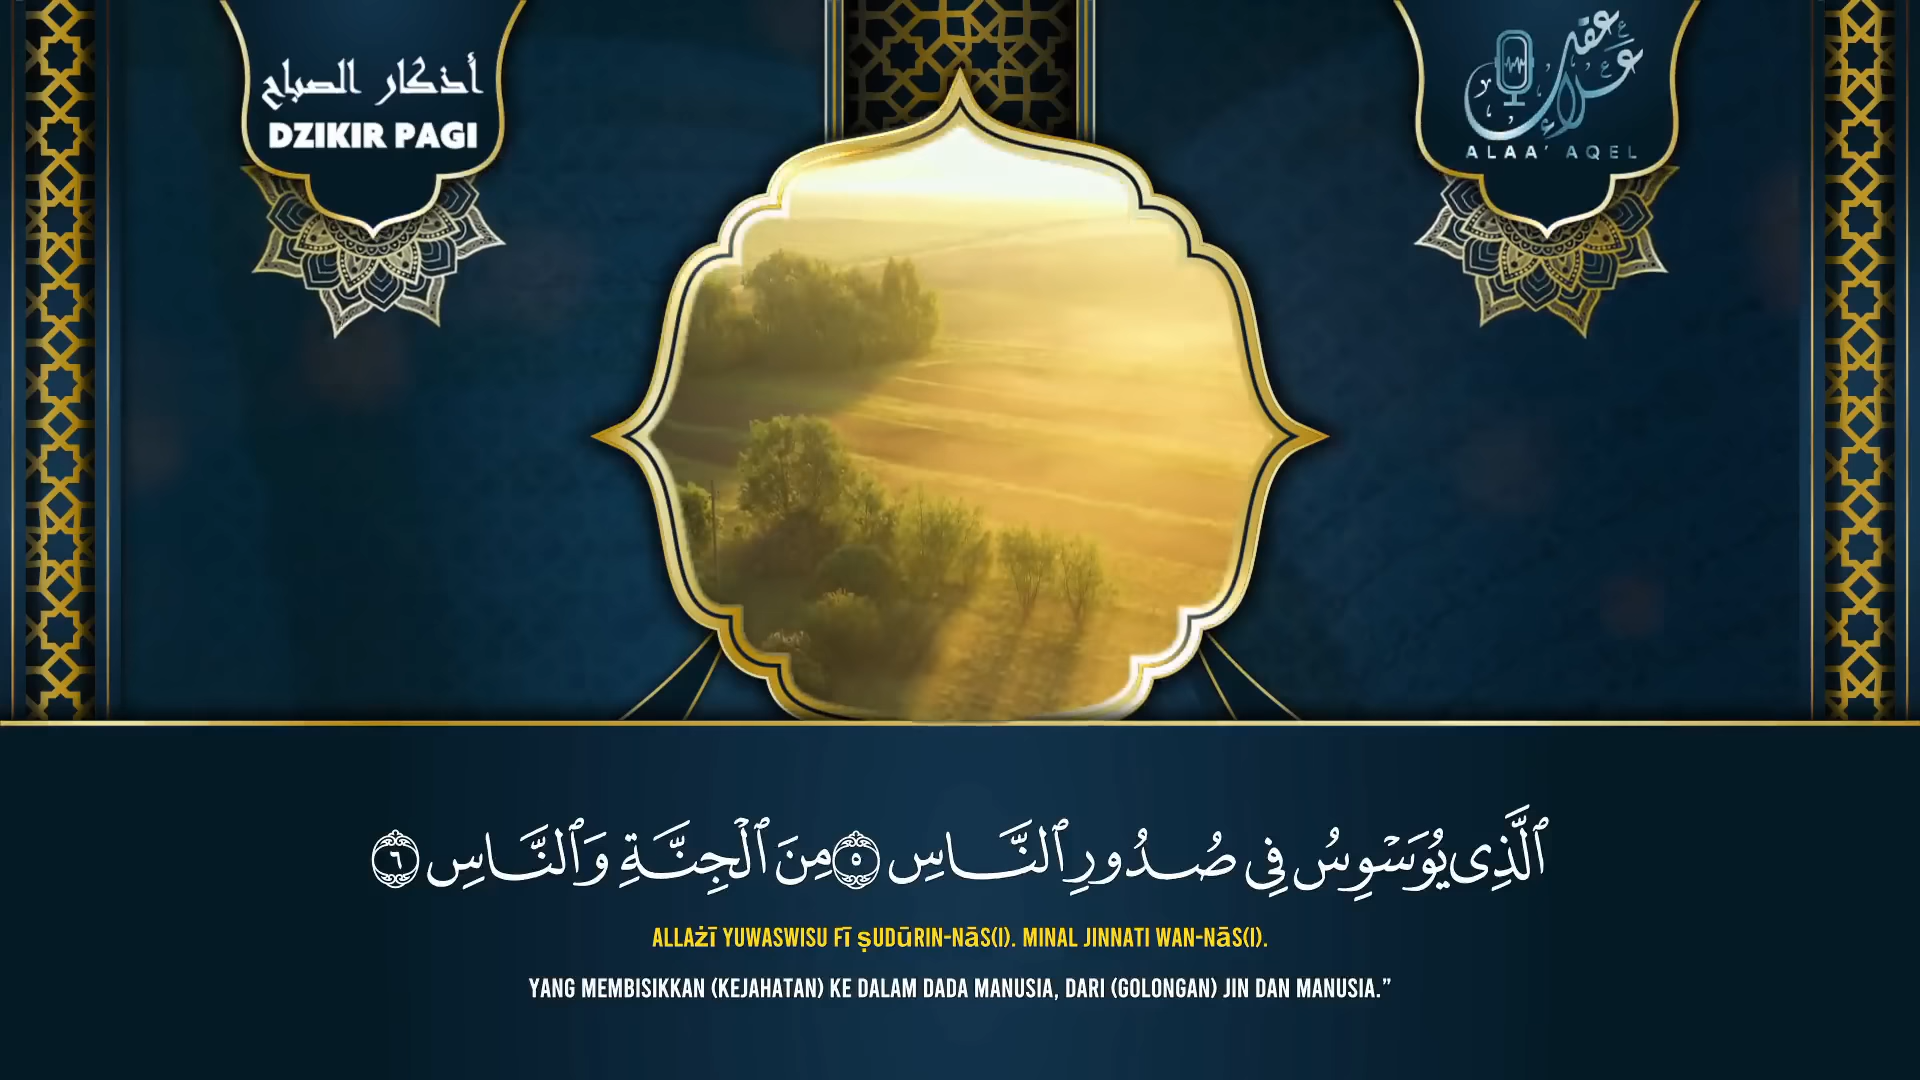 أذكار الصباح
DZIKIR PAGI
علاء عقل
ALAA' AQEL
ٱلَّذِى يُوَسْوِسُ فِى صُدُورِ ٱلنَّاسِ ٥ مِنَ ٱلْجِنَّةِ وَٱلنَّاسِ ٦
ALLAżī YUWASWISU Fī ṣUDūRIN-NāS(I). MINAL JINNATI WAN-NāS(I).
YANG MEMBISIKKAN (KEJAHATAN) KE DALAM DADA MANUSIA, DARI (GOLONGAN) JIN DAN MANUSIA.”